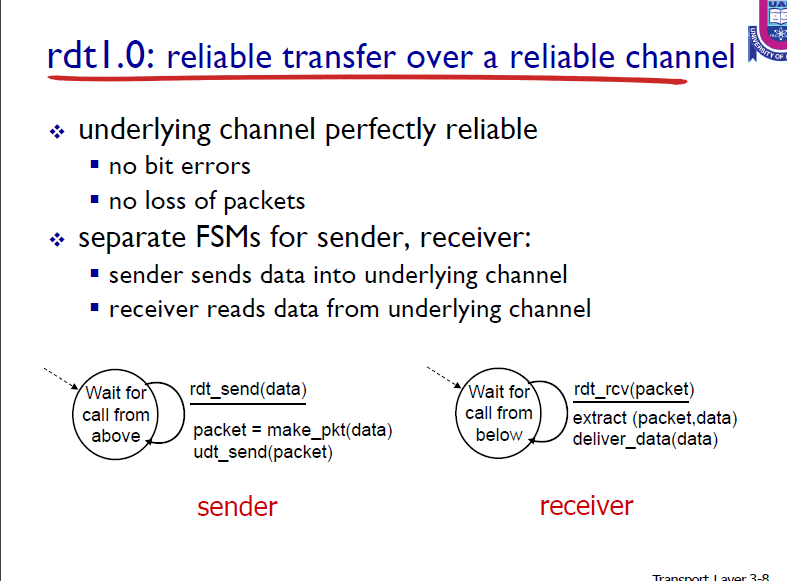 rdt1.0: reliable transfer over a reliable channel
❖ underlying channel perfectly reliable
▪ no bit errors
▪ no loss of packets
❖ separate FSMs for sender, receiver:
▪ sender sends data into underlying channel
▪ receiver reads data from underlying channel
Wait for
call from
above
rdt_send(data)
packet = make_pkt(data)
udt_send(packet)
sender
Wait for
call from
below
rdt_rcv(packet)
extract (packet,data)
deliver_data(data)
receiver
Transport Layer 3-8